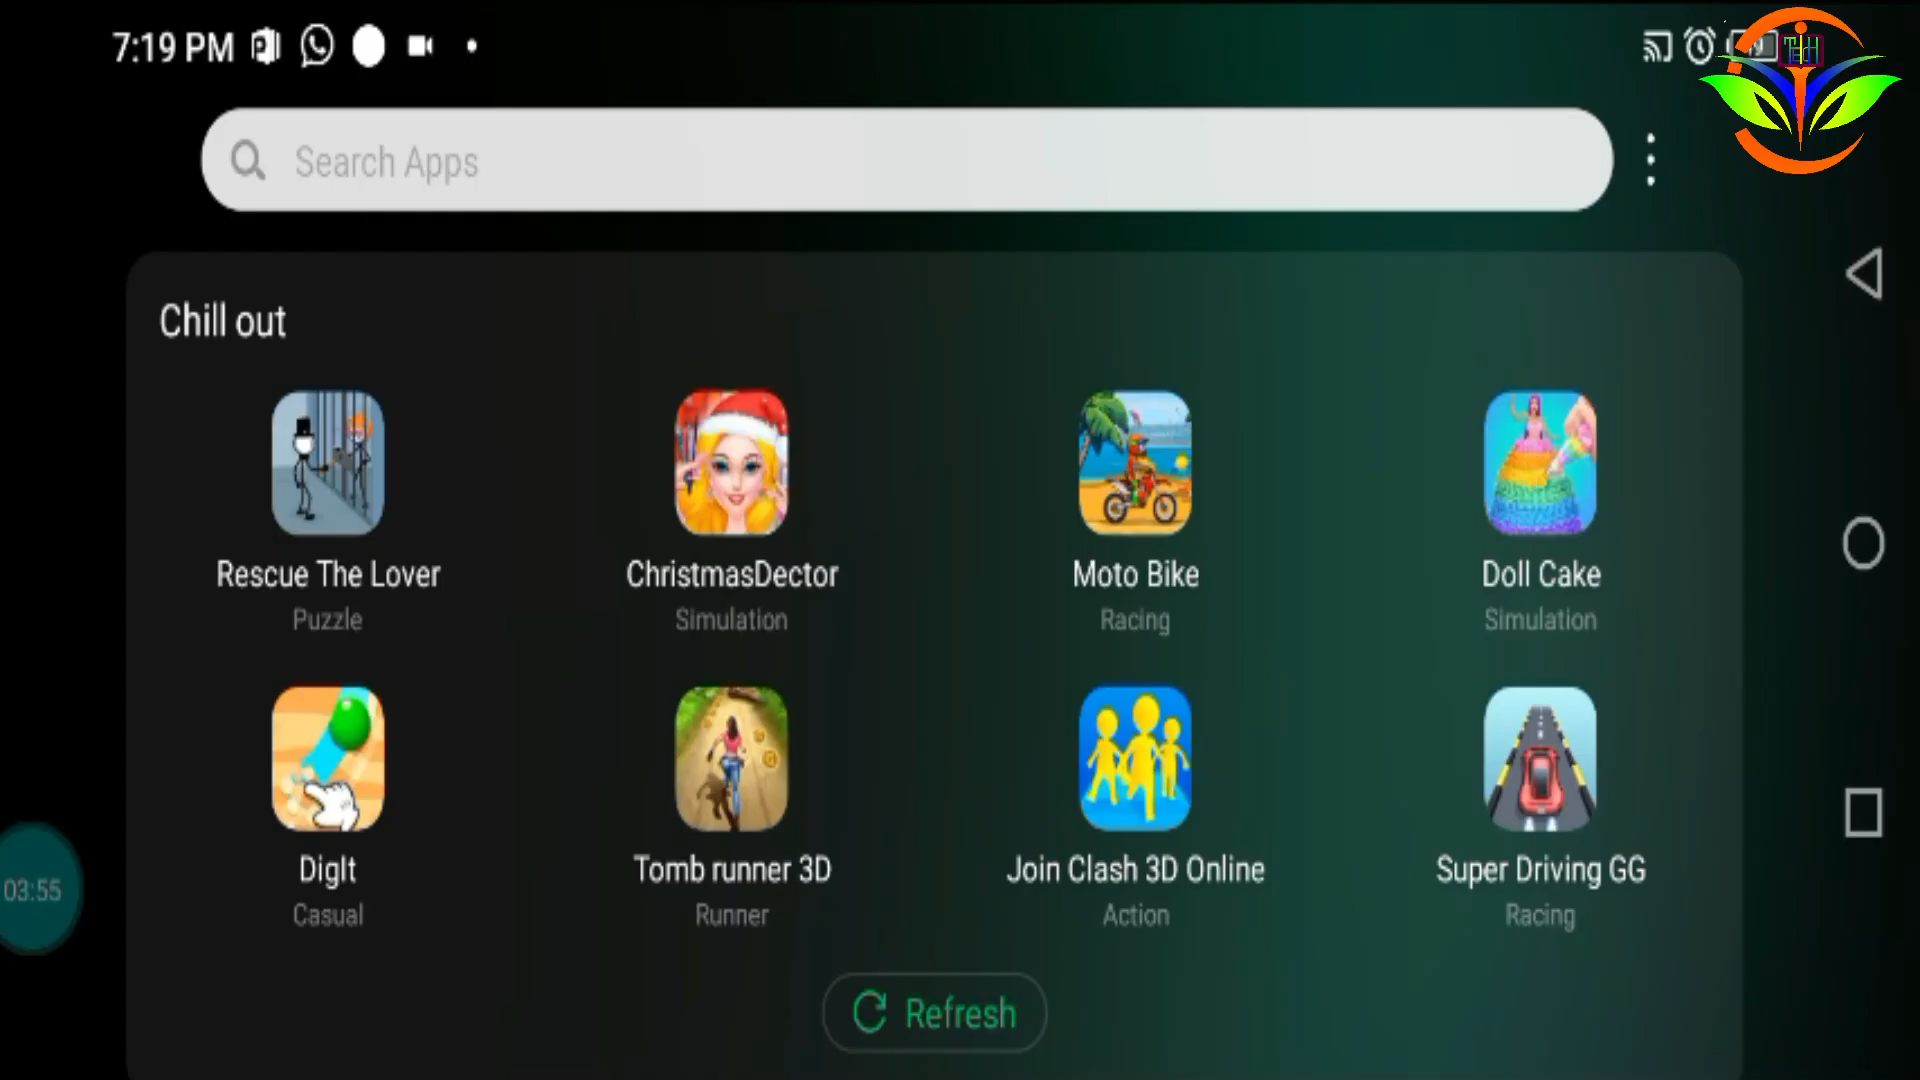 7:19 PM
TecH
Search Apps
Chill out
Rescue The Lover
Puzzle
ChristmasDector
Simulation
Moto Bike
Racing
Doll Cake
Simulation
DigIt
Casual
Tomb runner 3D
Runner
Join Clash 3D Online
Action
Super Driving GG
Racing
03:55
Refresh